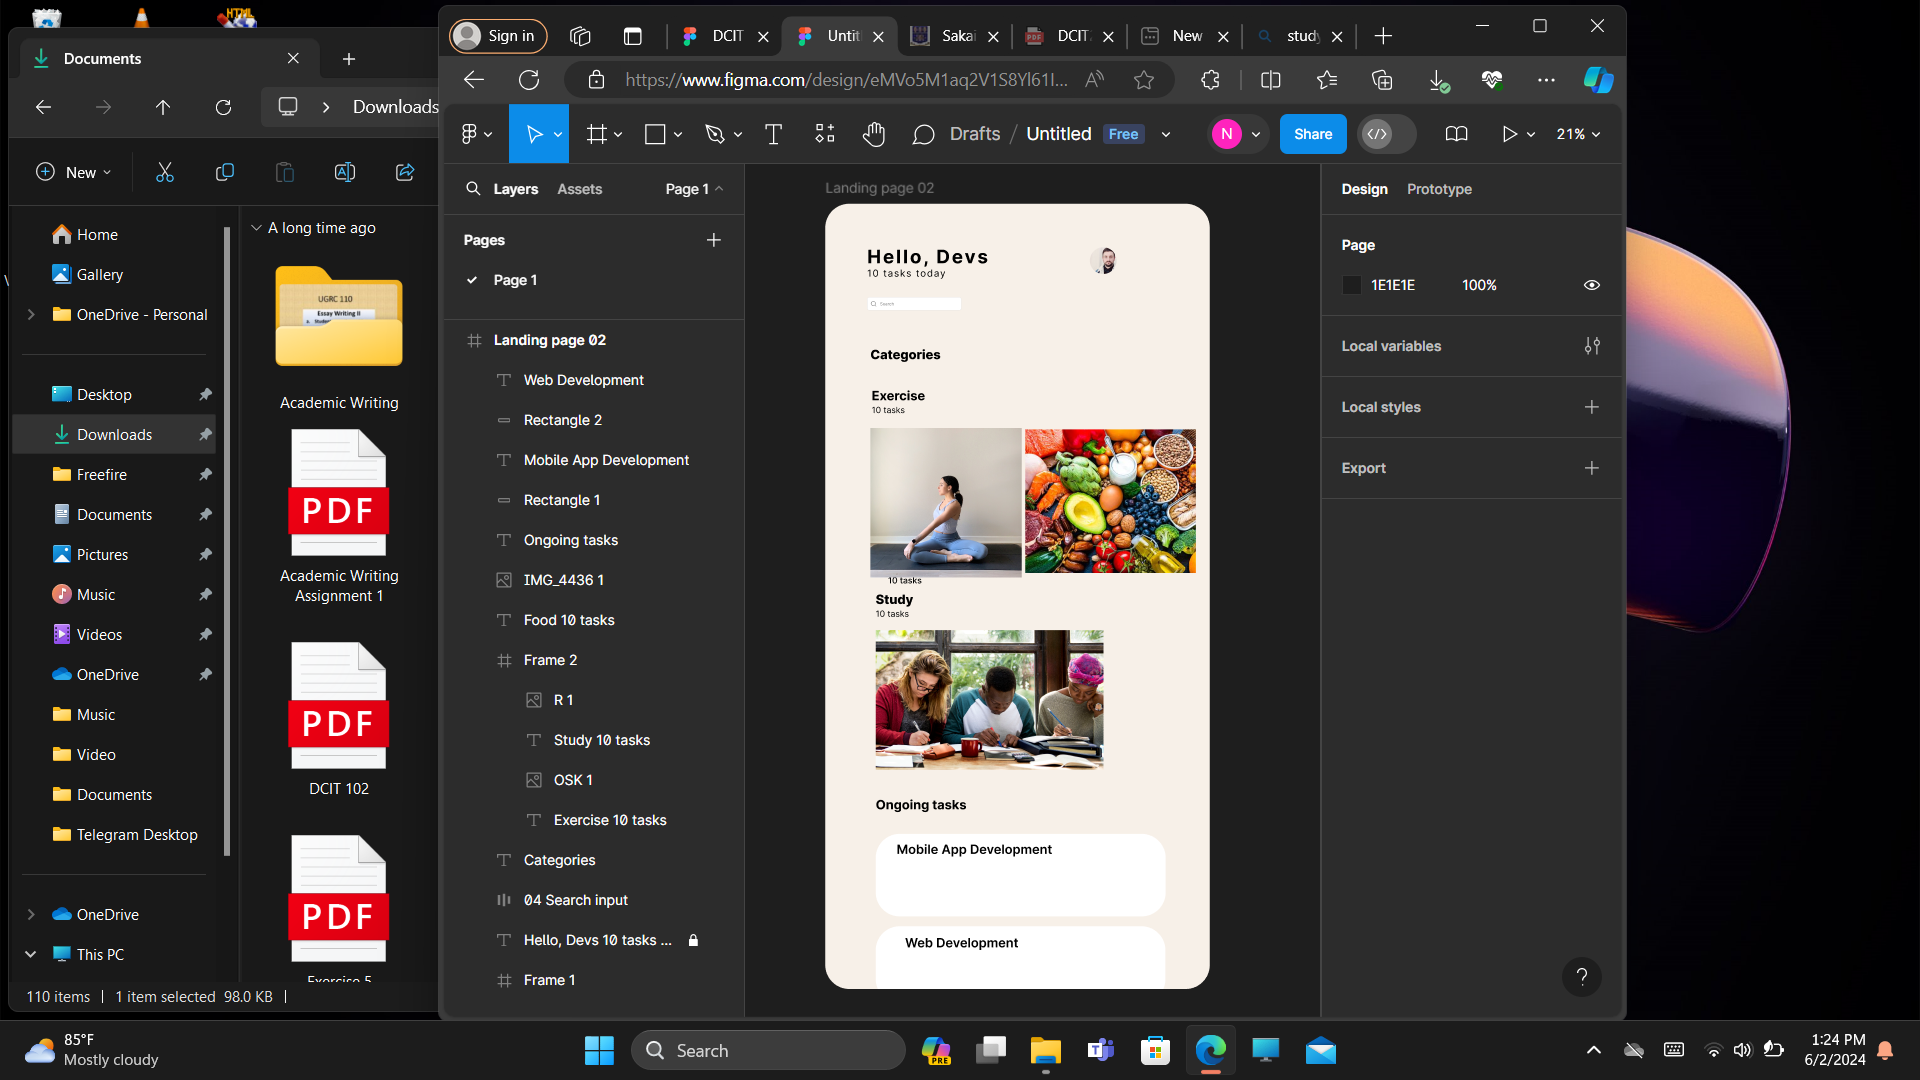 HTML
Documents
Downloads
New
Home
Gallery
OneDrive - Personal
Desktop
Downloads
Freefire
Documents
Pictures
Music
Videos
OneDrive
Music
Video
Documents
Telegram Desktop
OneDrive
This PC
A long time ago
UGRC 110
Essay Writing II
Academic Writing
PDF
Academic Writing
Assignment 1
PDF
DCIT 102
PDF
Exercise 5
110 items
1 item selected 98.0 KB
Sign in
DCIT
Untit
Sakai
PDF
DCIT
New
study
https://www.figma.com/design/eMVo5M1aq2V1S8Yl61I...
Drafts / Untitled Free
N
Share
21%
Layers Assets Page 1
Pages
Page 1
Landing page 02
Web Development
Rectangle 2
Mobile App Development
Rectangle 1
Ongoing tasks
IMG_4436 1
Food 10 tasks
Frame 2
R 1
Study 10 tasks
OSK 1
Exercise 10 tasks
Categories
04 Search input
Hello, Devs 10 tasks ...
Frame 1
Landing page 02
Hello, Devs
10 tasks today
Search
Categories
Exercise
10 tasks
10 tasks
Study
10 tasks
Ongoing tasks
Mobile App Development
Web Development
Design Prototype
Page
1E1E1E 100%
Local variables
Local styles
Export
?
85°F
Mostly cloudy
Search
PRE
1:24 PM
6/2/2024